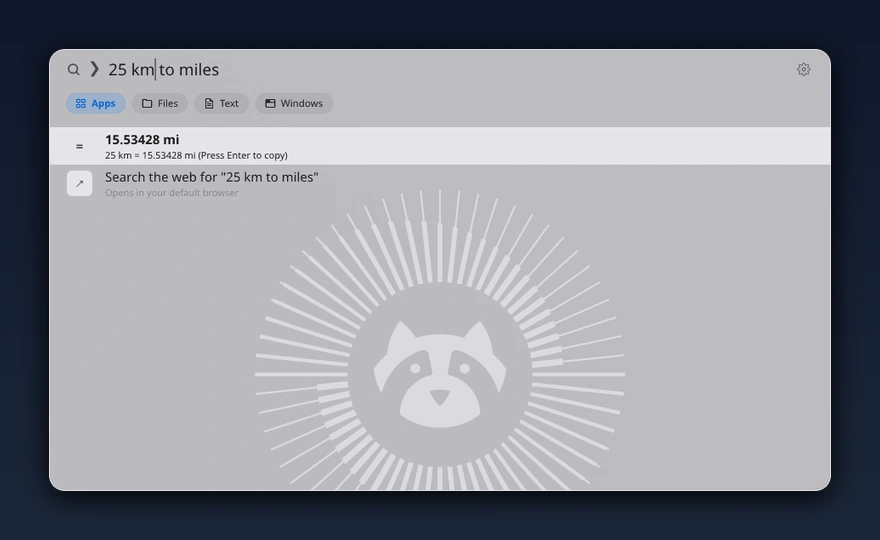 25 km to miles
Apps Files Text Windows
15.53428 mi
25 km = 15.53428 mi (Press Enter to copy)
Search the web for "25 km to miles"
Opens in your default browser